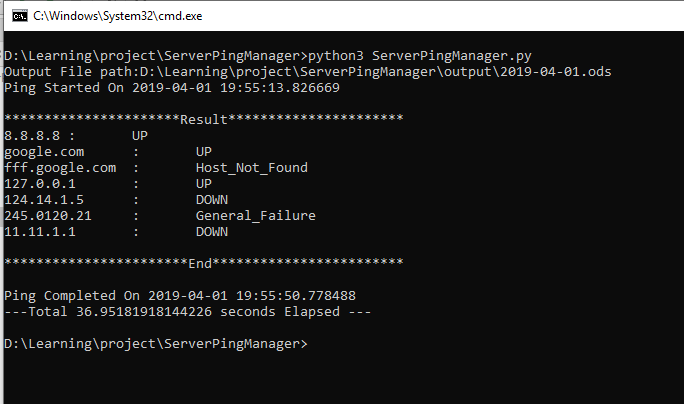 C:\Windows\System32\cmd.exe
D:\Learning\project\ServerPingManager>python3 ServerPingManager.py
Output File path:D:\Learning\project\ServerPingManager\output\2019-04-01.ods
Ping Started On 2019-04-01 19:55:13.826669
**********************Result**********************
8.8.8.8 : UP
google.com : UP
fff.google.com : Host_Not_Found
127.0.0.1 : UP
124.14.1.5 : DOWN
245.0120.21 : General_Failure
11.11.1.1 : DOWN
***********************End************************
Ping Completed On 2019-04-01 19:55:50.778488
---Total 36.95181918144226 seconds Elapsed ---
D:\Learning\project\ServerPingManager>